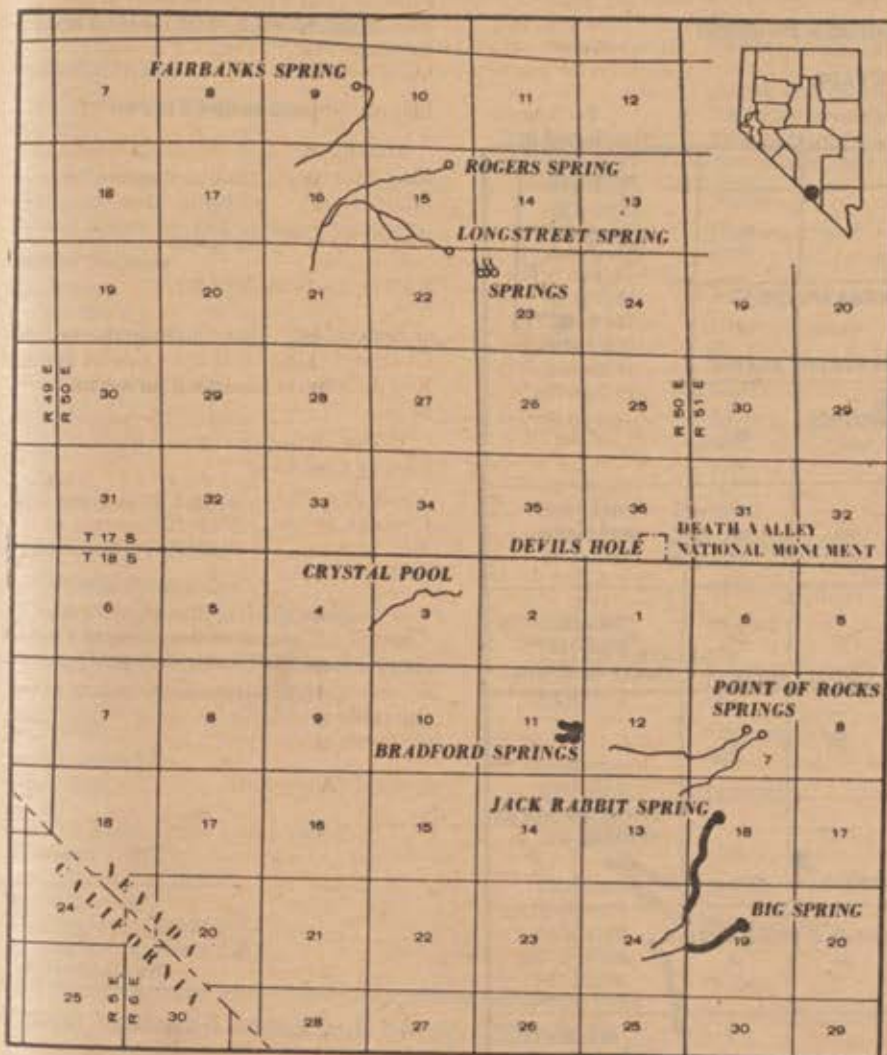 7 8 9 10 11 12
FAIRBANKS SPRING
ROGERS SPRING
18 17 16 15 14 13
LONGSTREET SPRING
SPRINGS
19 20 21 22 23 24 19 20
R 49 E
R 50 E
30 29 28 27 26 25
R 50 E
R 51 E
30 29
31 32 33 34 35 36 31 32
T 17 S
T 18 S
DEVILS HOLE
DEATH VALLEY
NATIONAL MONUMENT
CRYSTAL POOL
6 5 4 3 2 1 6 5
POINT OF ROCKS
SPRINGS
7 8 9 10 11 12 7 8
BRADFORD SPRINGS
JACK RABBIT SPRING
18 17 16 15 14 13 18 17
NEVADA
CALIFORNIA
BIG SPRING
24 20 21 22 23 24 19 20
R 5 E
R 6 E
25 30 28 27 26 25 30 29